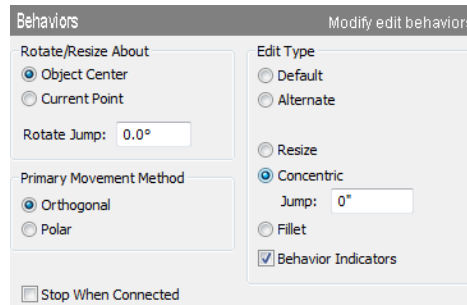 Behaviors
Modify edit behaviors
Rotate/Resize About
Object Center
Current Point
Rotate Jump: 0.0°
Primary Movement Method
Orthogonal
Polar
Stop When Connected
Edit Type
Default
Alternate
Resize
Concentric
Jump: 0"
Fillet
Behavior Indicators